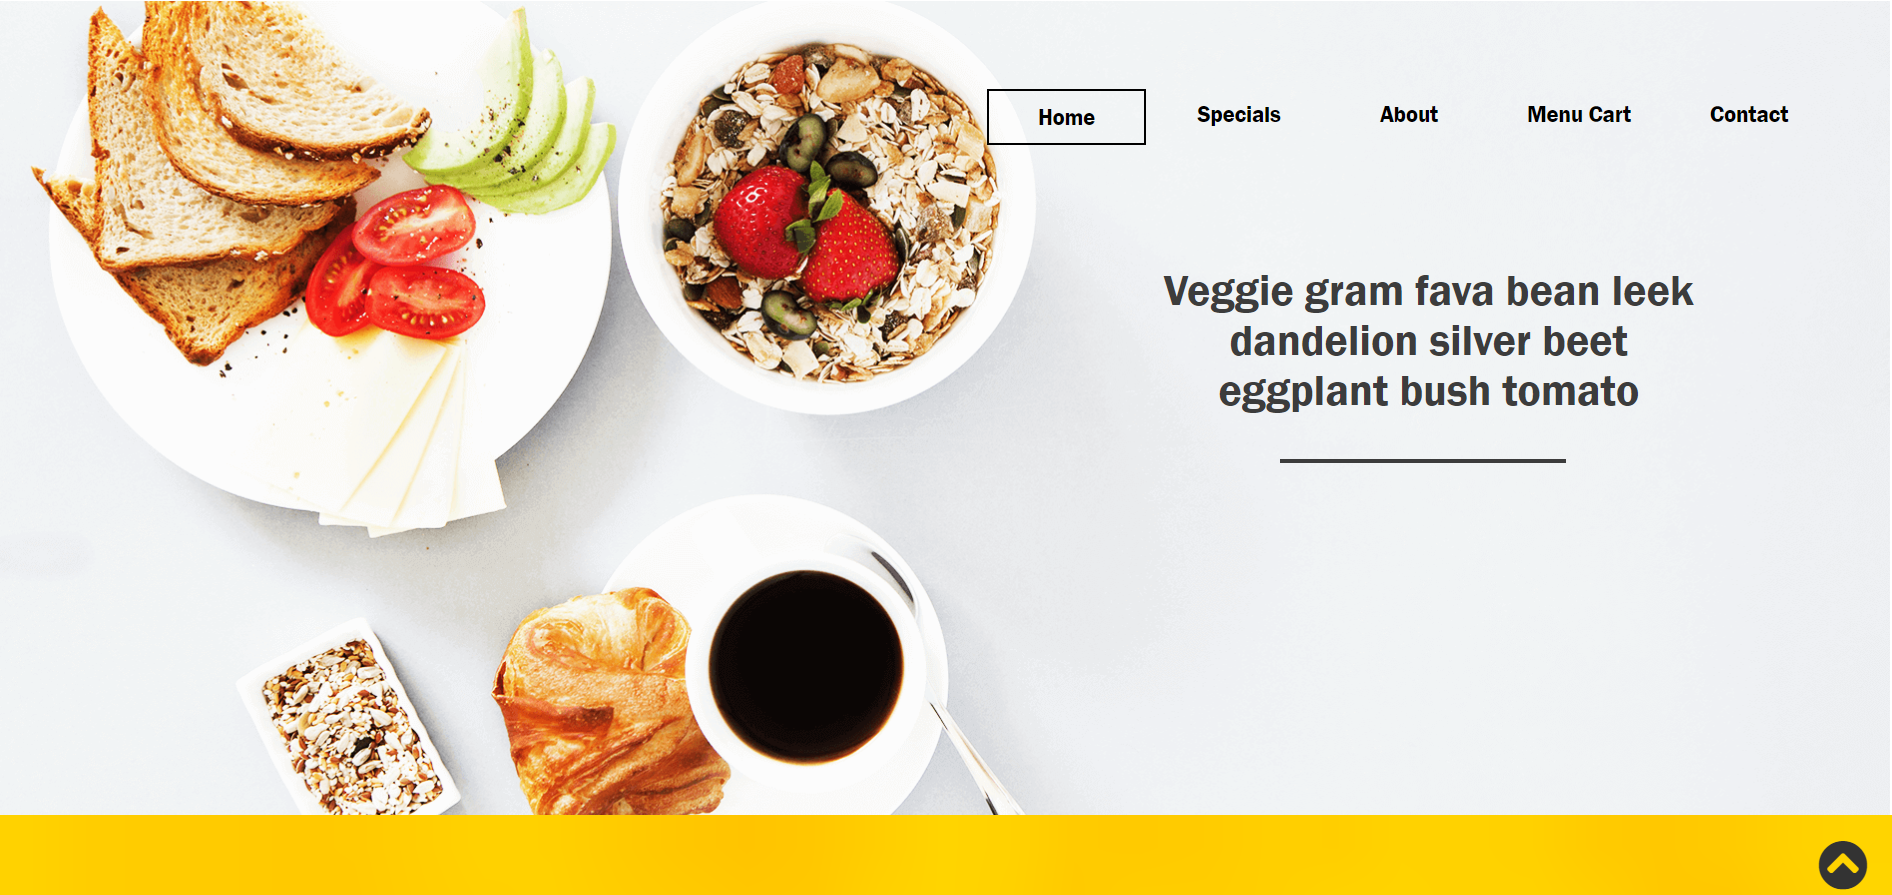 Home
Specials
About
Menu Cart
Contact
Veggie gram fava bean leek
dandelion silver beet
eggplant bush tomato